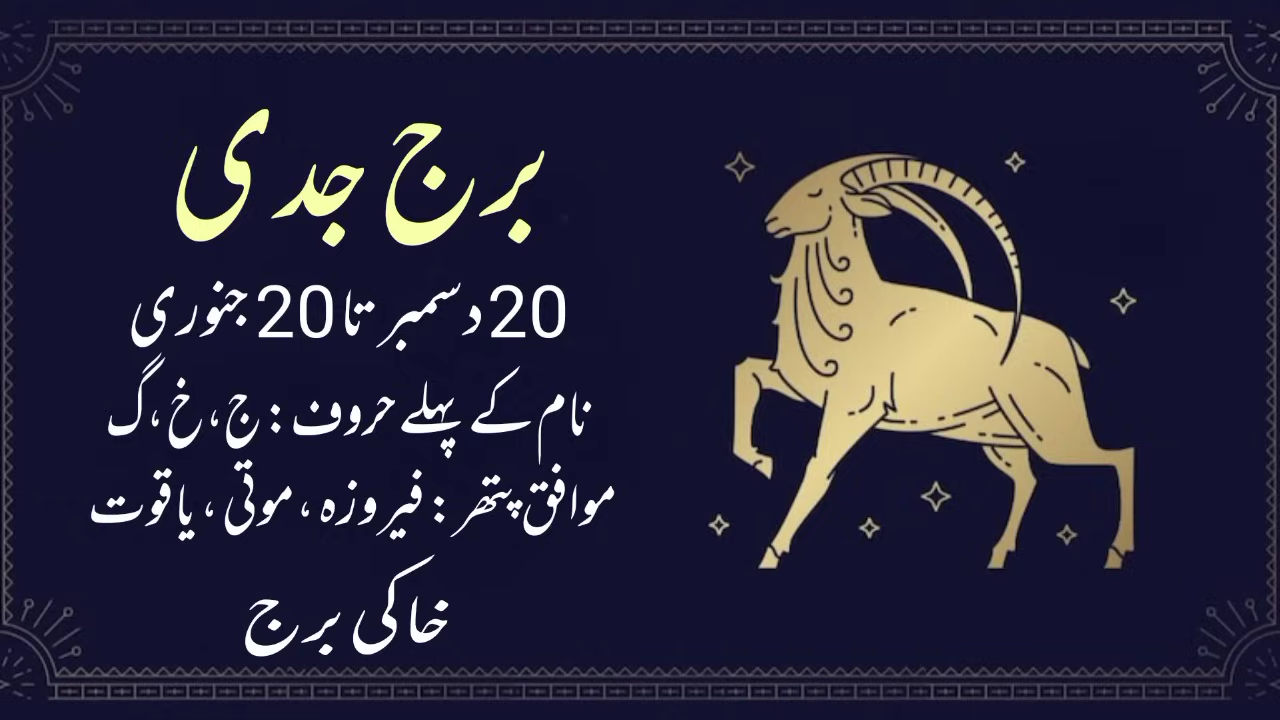 برج جدی
20 دسمبر تا 20 جنوری
نام کے پہلے حروف : ج ، خ ، گ
موافق پتھر : فیروزہ ، موتی ، یاقوت
خاکی برج